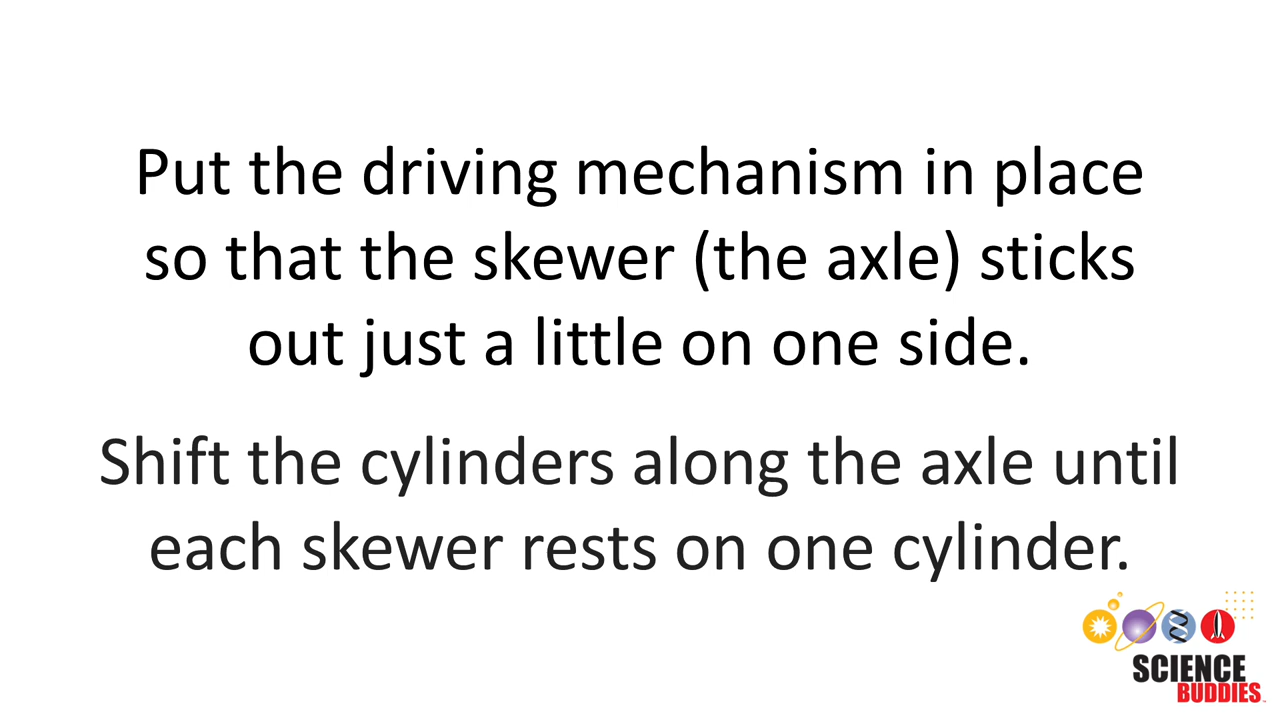 Put the driving mechanism in place
so that the skewer (the axle) sticks
out just a little on one side.
Shift the cylinders along the axle until
each skewer rests on one cylinder.
SCIENCE
BUDDIES